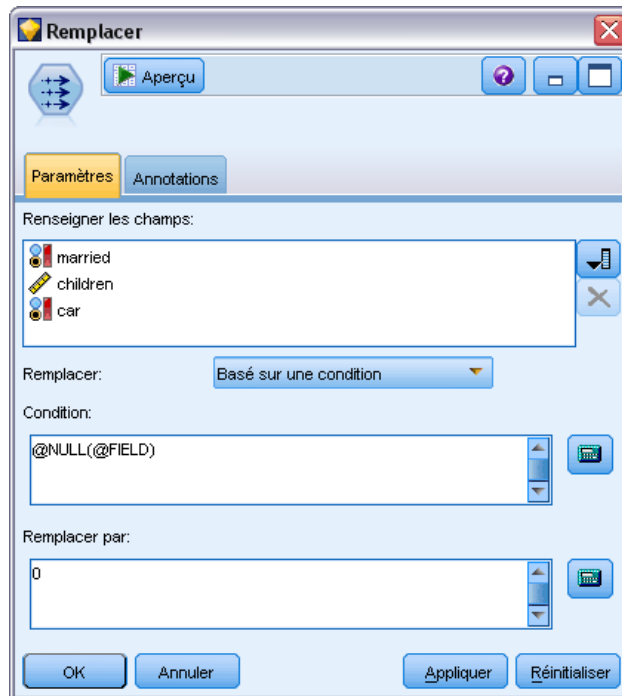 Remplacer
Aperçu
Paramètres Annotations
Renseigner les champs:
married
children
car
Remplacer: Basé sur une condition
Condition:
@NULL(@FIELD)
Remplacer par:
0
OK Annuler Appliquer Réinitialiser